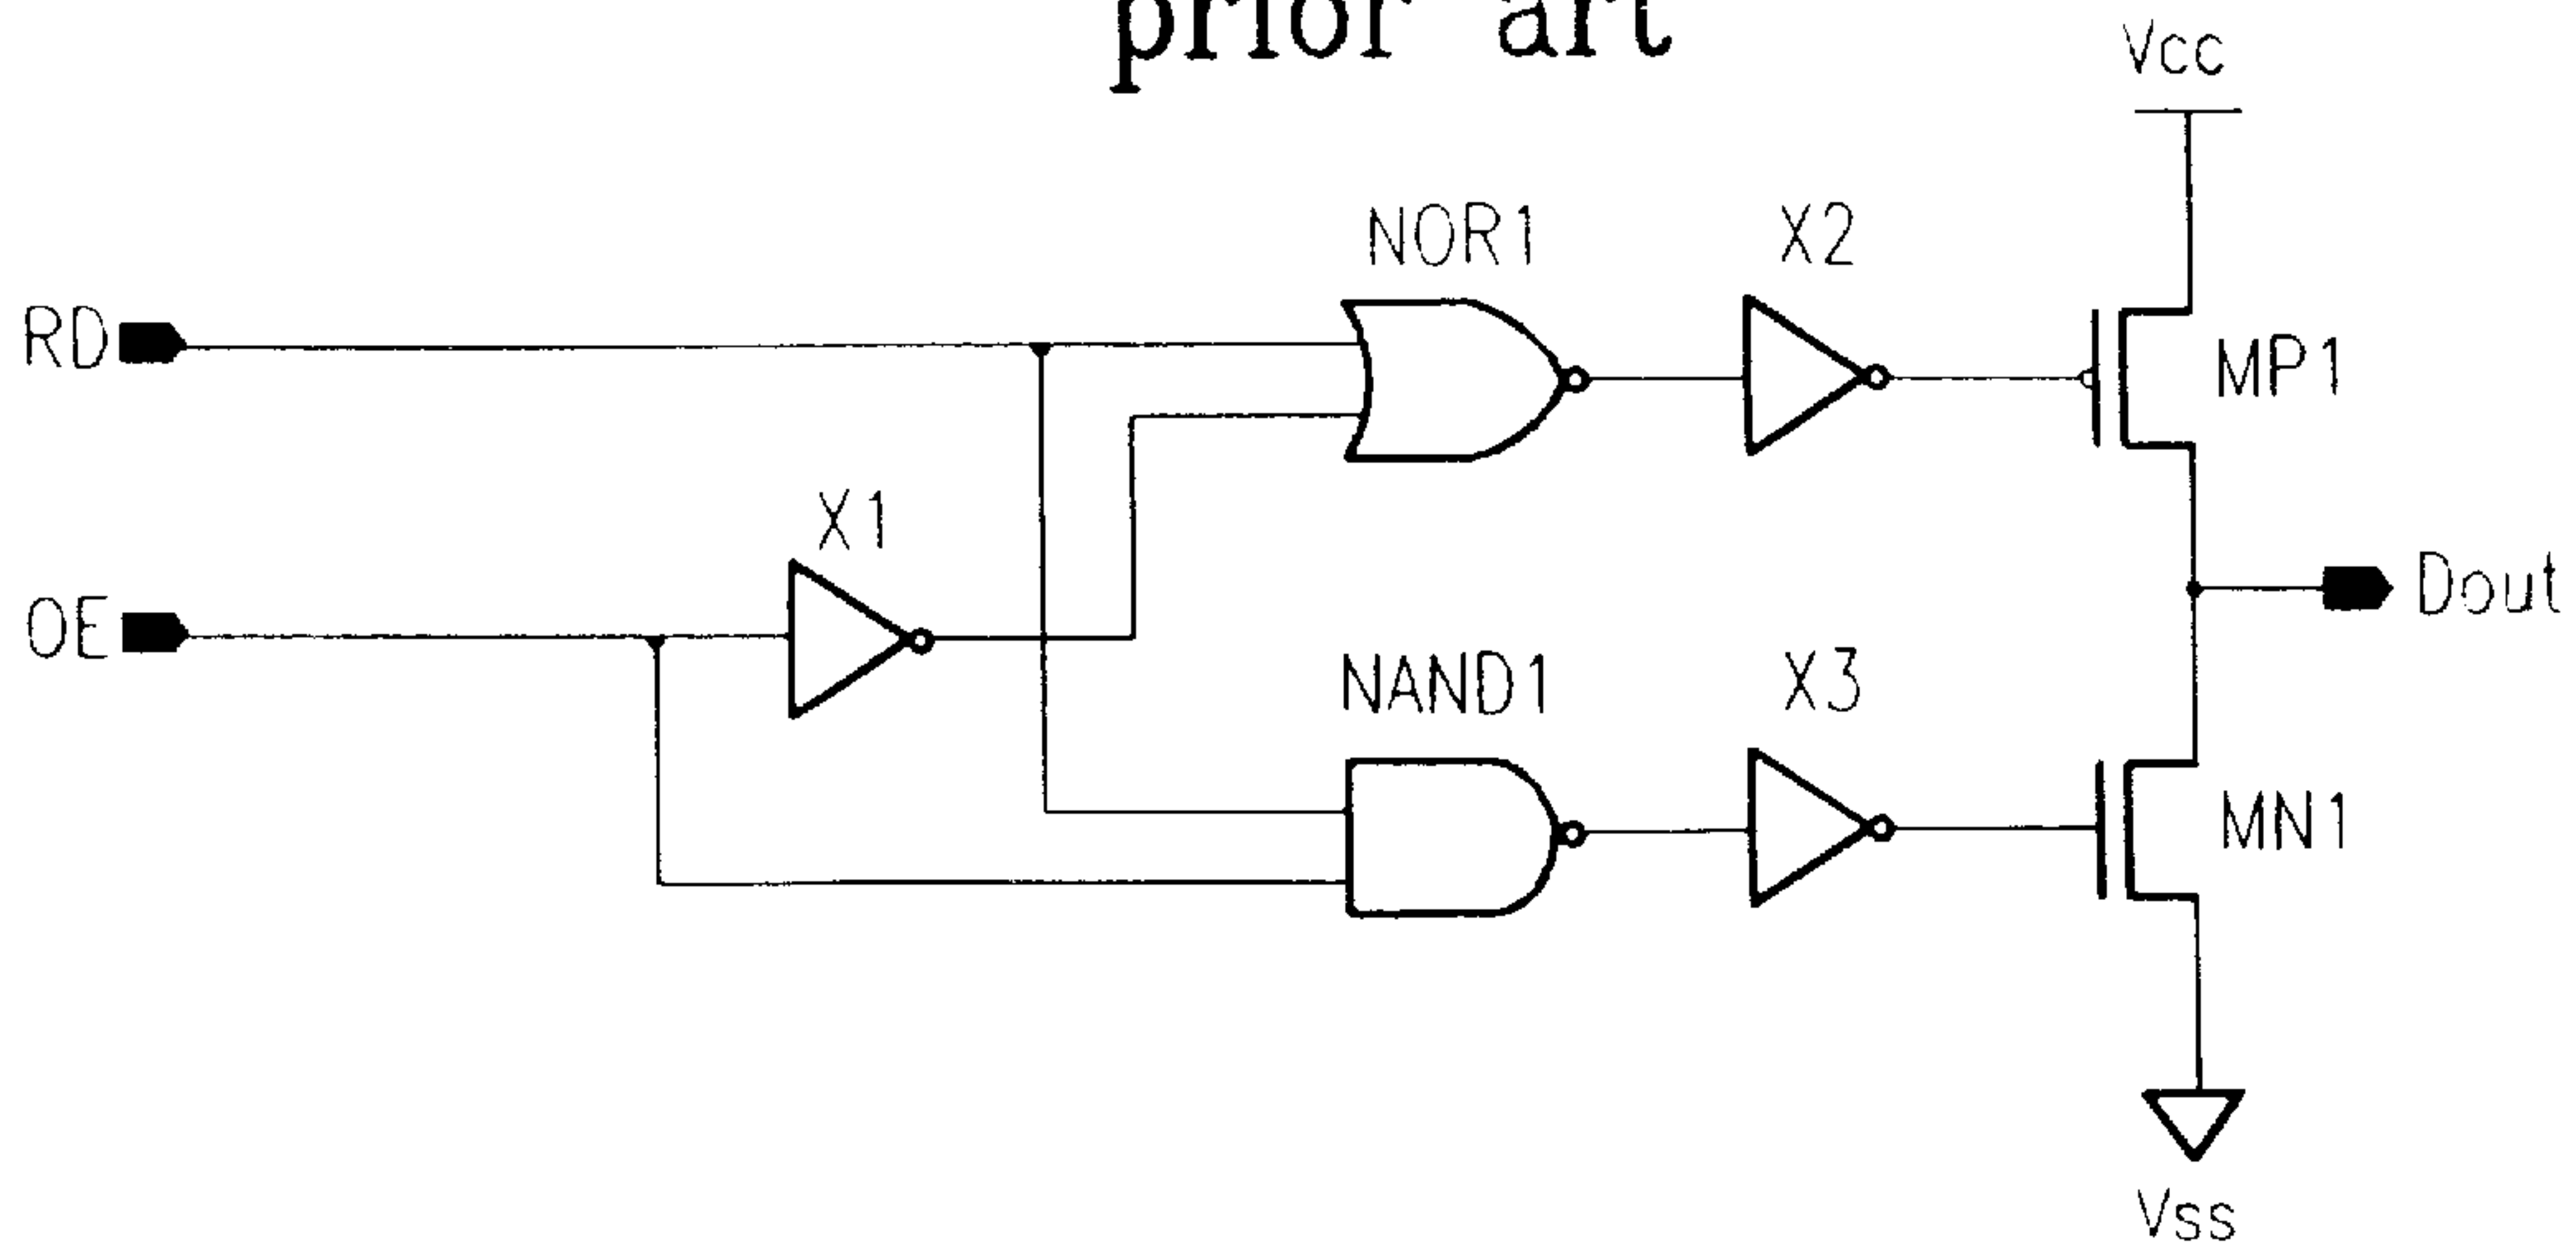 prior art
Vcc
NOR1
X2
RD
MP1
X1
OE
Dout
NAND1
X3
MN1
Vss